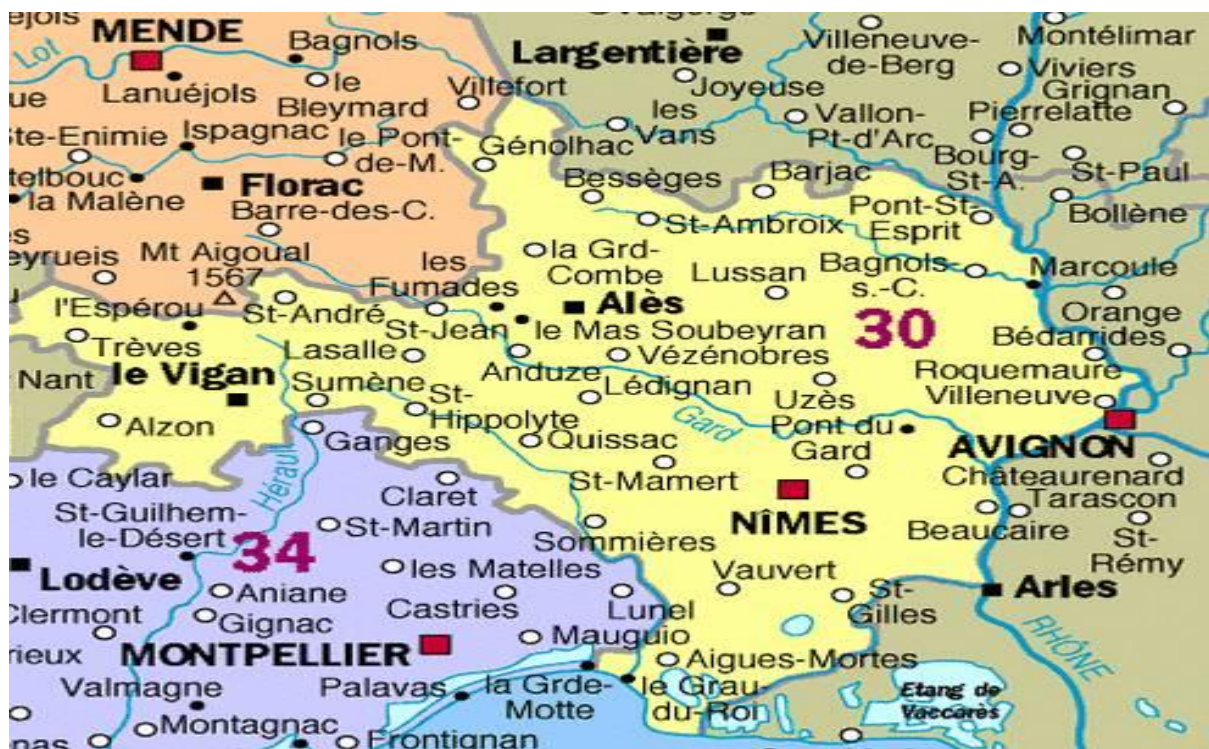 MENDE
Bagnols
Largentière
Villeneuve-
de-Berg
Montélimar
Lot
Lanuéjols
le
Bleymard
Villefort
Joyeuse
Viviers
Grignan
les
Vans
Vallon-
Pt-d'Arc
Pierrelatte
Ste-Enimie
Ispagnac
le Pont-
de-M.
Génolhac
Bourg-
St-A.
St-Paul
la Malène
Florac
Bessèges
Barjac
Bollène
Barre-des-C.
St-Ambroix
Pont-St-
Esprit
Mt Aigoual
1567
la Grd-
Combe
Lussan
Bagnols-
s.-C.
Marcoule
les
Fumades
Alès
30
Orange
l'Espérou
St-André
St-Jean
le Mas Soubeyran
Bédarrides
Trèves
Lasalle
Anduze
Vézénobres
Roquemaure
Nant
le Vigan
Sumène
St-
Hippolyte
Lédignan
Uzès
Villeneuve
Alzon
Ganges
Quissac
Gard
Pont du
Gard
AVIGNON
le Caylar
Hérault
Claret
St-Mamert
Châteaurenard
St-Guilhem-
le-Désert
34
St-Martin
Sommières
NÎMES
Beaucaire
Tarascon
St-
Rémy
Lodève
Aniane
les Matelles
Vauvert
St-
Gilles
Arles
Clermont
Gignac
Castries
Lunel
MONTPELLIER
Mauguio
Aigues-Mortes
RHÔNE
Valmagne
Palavas
la Grde-
Motte
le Grau-
du-Roi
Etang de
Vaccarès
Montagnac
Frontignan